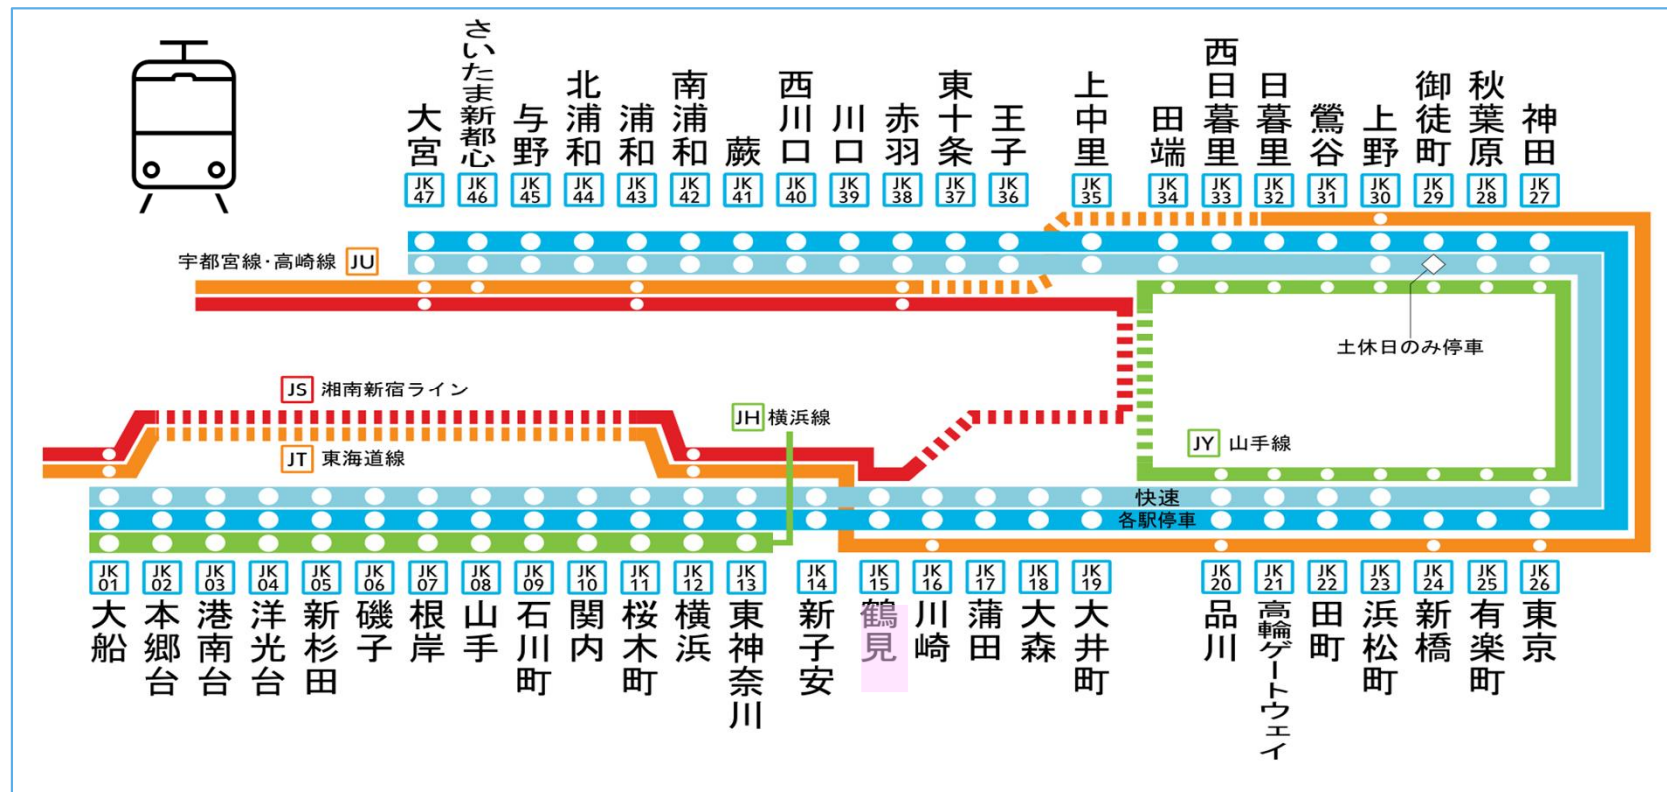 大宮
さいたま新都心
与野
北浦和
浦和
南浦和
蕨
西川口
川口
赤羽
東十条
王子
上中里
田端
西日暮里
日暮里
鶯谷
上野
御徒町
秋葉原
神田
JK 47
JK 46
JK 45
JK 44
JK 43
JK 42
JK 41
JK 40
JK 39
JK 38
JK 37
JK 36
JK 35
JK 34
JK 33
JK 32
JK 31
JK 30
JK 29
JK 28
JK 27
宇都宮線・高崎線 JU
土休日のみ停車
JS 湘南新宿ライン
JH 横浜線
JT 東海道線
JY 山手線
快速
各駅停車
JK 01
JK 02
JK 03
JK 04
JK 05
JK 06
JK 07
JK 08
JK 09
JK 10
JK 11
JK 12
JK 13
JK 14
JK 15
JK 16
JK 17
JK 18
JK 19
JK 20
JK 21
JK 22
JK 23
JK 24
JK 25
JK 26
大船
本郷台
港南台
洋光台
新杉田
磯子
根岸
山手
石川町
関内
桜木町
横浜
東神奈川
新子安
鶴見
川崎
蒲田
大森
大井町
品川
高輪ゲートウェイ
田町
浜松町
新橋
有楽町
東京